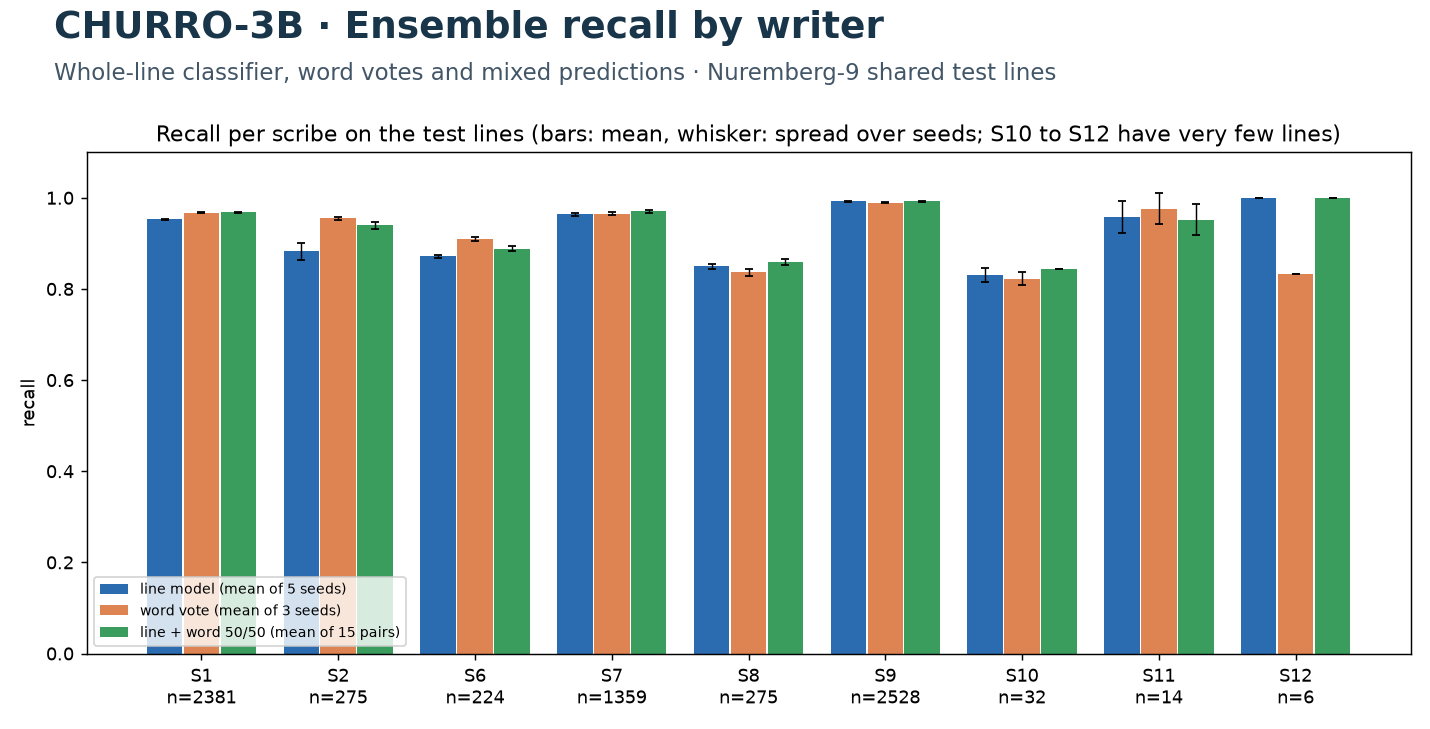 CHURRO-3B · Ensemble recall by writer
Whole-line classifier, word votes and mixed predictions · Nuremberg-9 shared test lines
Recall per scribe on the test lines (bars: mean, whisker: spread over seeds; S10 to S12 have very few lines)
recall
1.0
0.8
0.6
0.4
0.2
0.0
line model (mean of 5 seeds)
word vote (mean of 3 seeds)
line + word 50/50 (mean of 15 pairs)
S1 S2 S6 S7 S8 S9 S10 S11 S12
n=2381 n=275 n=224 n=1359 n=275 n=2528 n=32 n=14 n=6